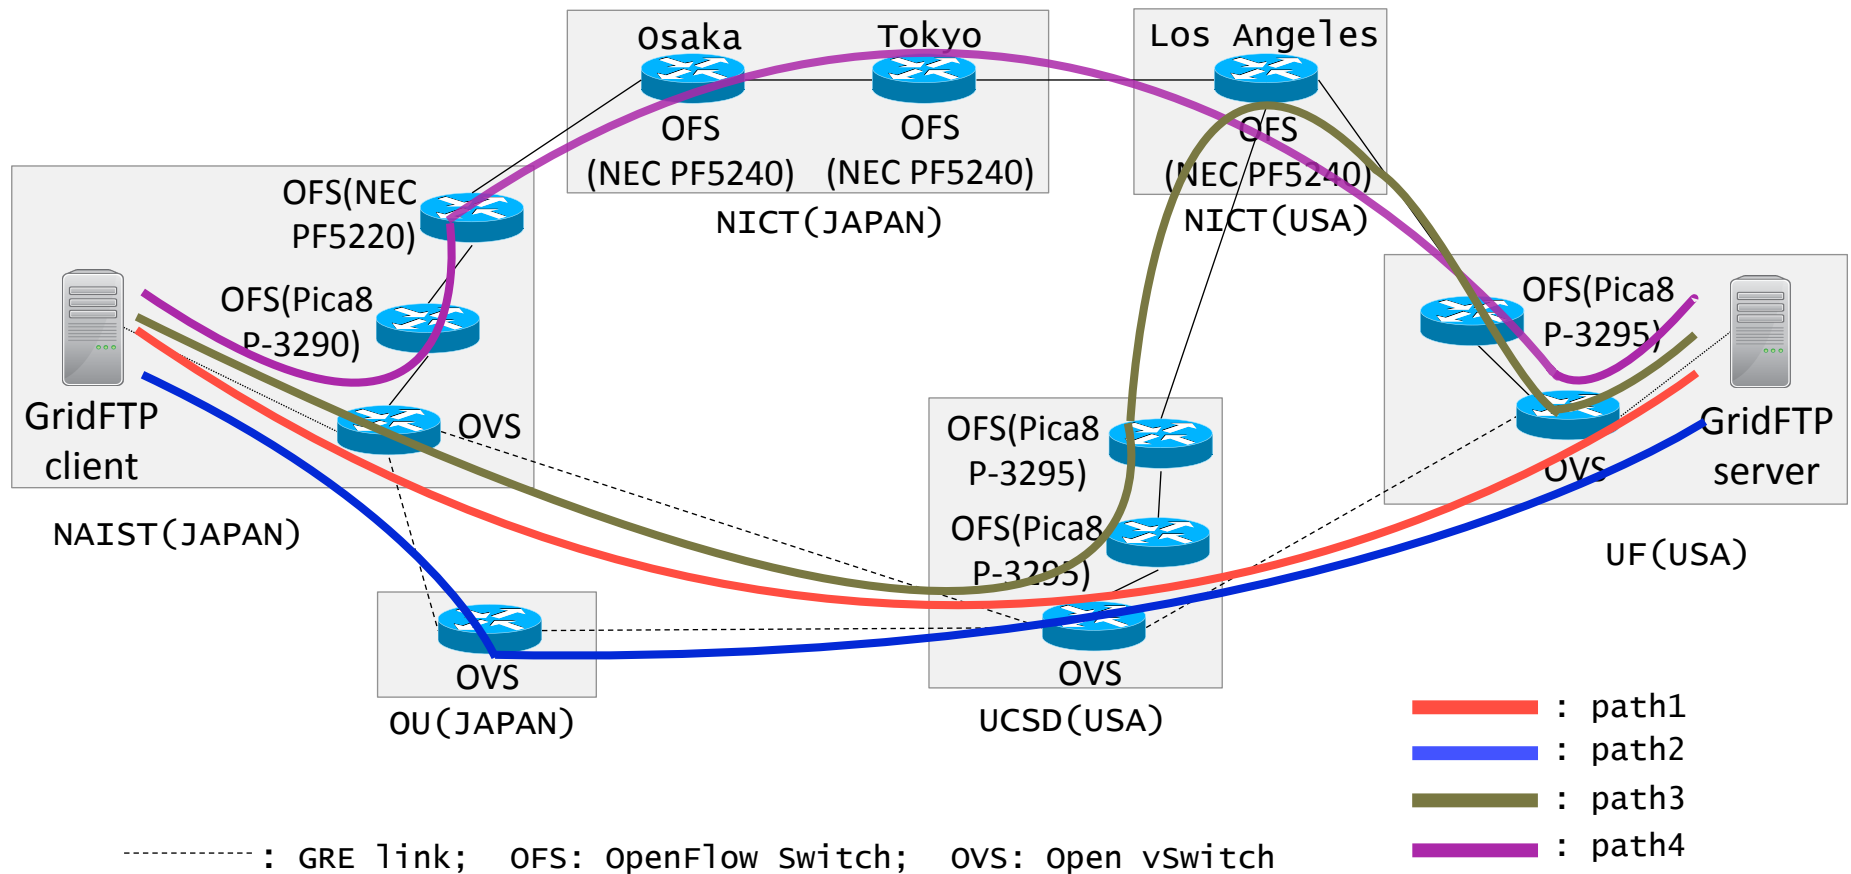 Osaka
Tokyo
Los Angeles
OFS
(NEC PF5240)
OFS
(NEC PF5240)
OFS
(NEC PF5240)
NICT(JAPAN)
NICT(USA)
OFS(NEC
PF5220)
OFS(Pica8
P-3290)
GridFTP
client
OVS
NAIST(JAPAN)
OFS(Pica8
P-3295)
OFS(Pica8
P-3295)
OVS
UCSD(USA)
OFS(Pica8
P-3295)
OVS
GridFTP
server
UF(USA)
OVS
OU(JAPAN)
: path1
: path2
: path3
: path4
: GRE link; OFS: OpenFlow Switch; OVS: Open vSwitch